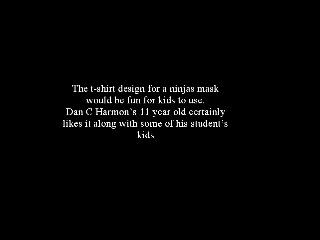 The t-shirt design for a ninjas mask
would be fun for kids to use.
Dan C Harmon's 11 year old certainly
likes it along with some of his student's
kids.